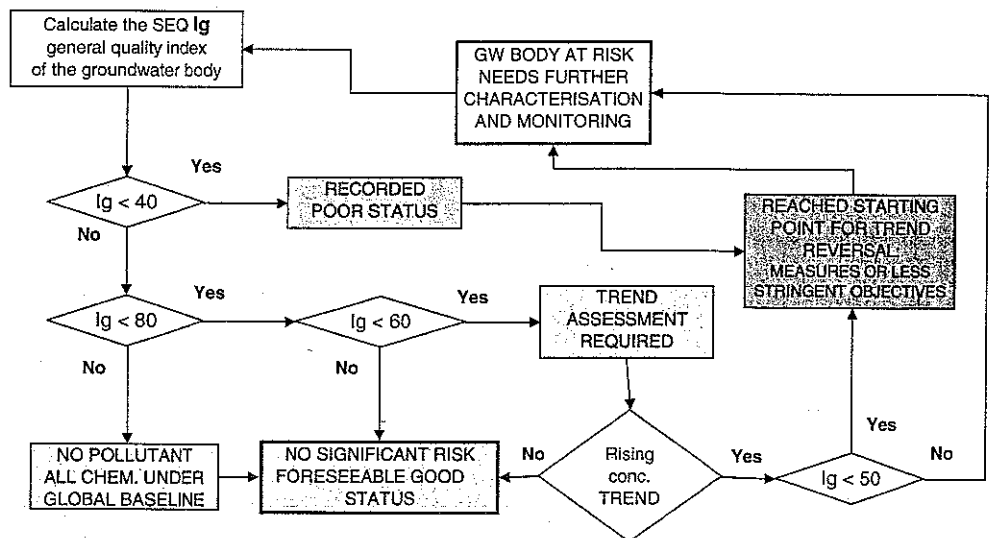 Calculate the SEQ Ig
general quality index
of the groundwater body
GW BODY AT RISK
NEEDS FURTHER
CHARACTERISATION
AND MONITORING
Yes
Ig < 40
No
RECORDED
POOR STATUS
REACHED STARTING
POINT FOR TREND
REVERSAL:
MEASURES OR LESS
STRINGENT OBJECTIVES
Yes
Ig < 80
No
Yes
Ig < 60
No
TREND
ASSESSMENT
REQUIRED
NO POLLUTANT
ALL CHEM. UNDER
GLOBAL BASELINE
NO SIGNIFICANT RISK
FORESEEABLE GOOD
STATUS
No
Rising
conc.
TREND
Yes
Yes
Ig < 50
No